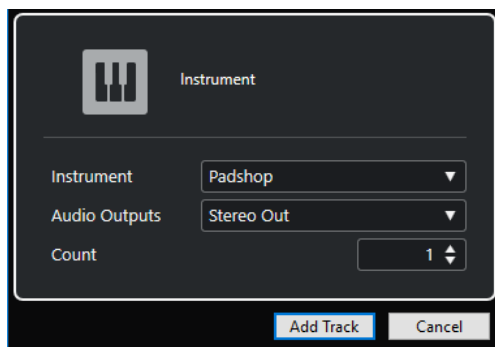 Instrument
Instrument Padshop
Audio Outputs Stereo Out
Count 1
Add Track Cancel